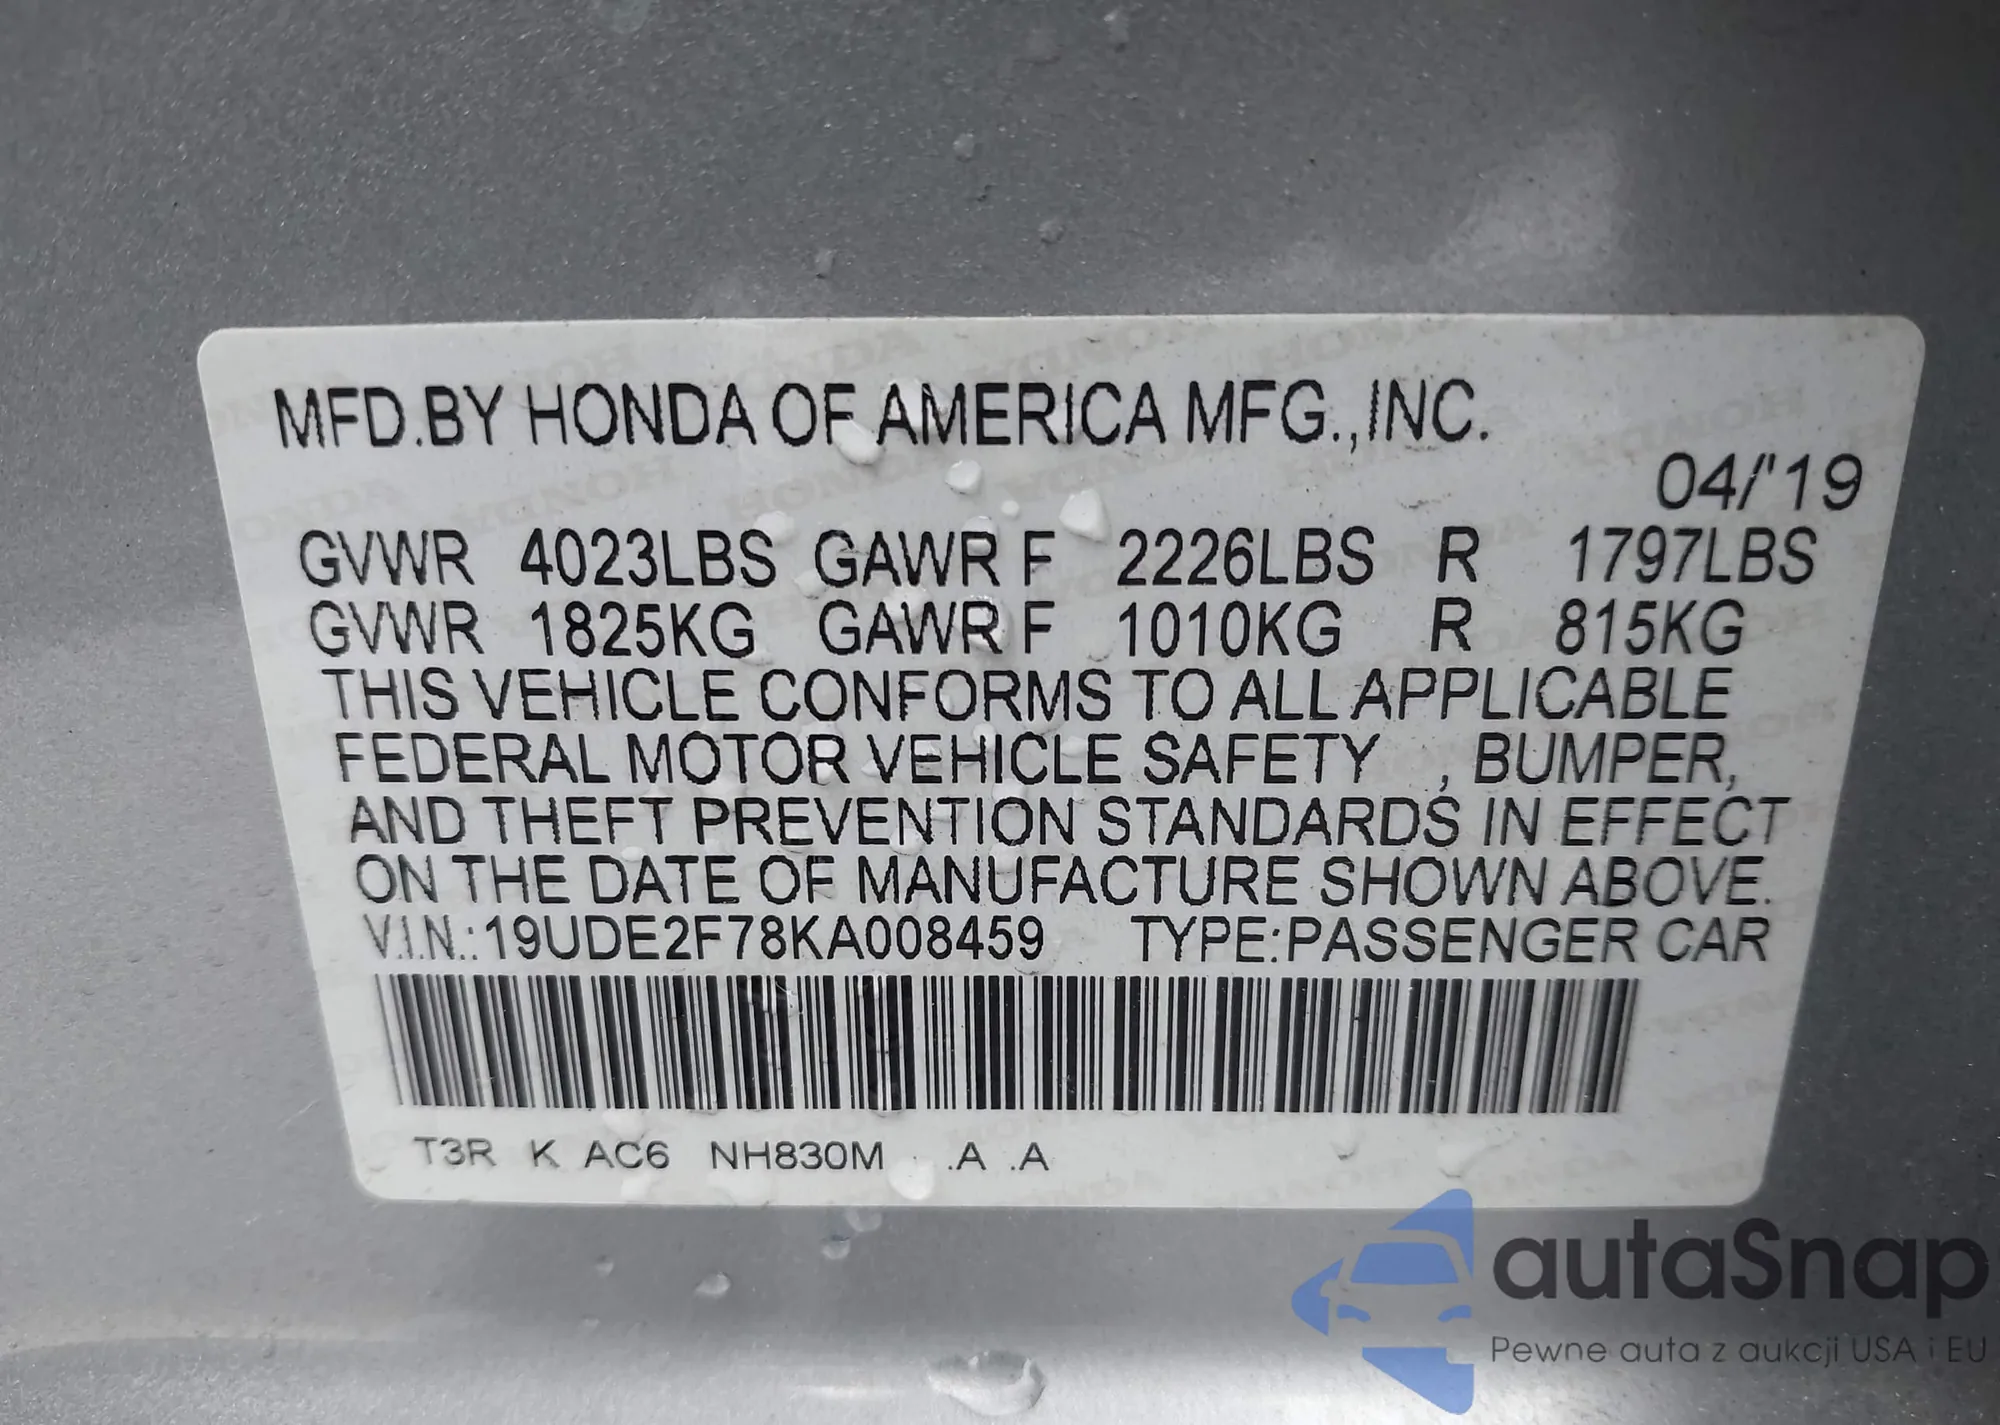 MFD.BY HONDA OF AMERICA MFG.,INC.
04/'19
GVWR 4023LBS GAWR F 2226LBS R 1797LBS
GVWR 1825KG GAWR F 1010KG R 815KG
THIS VEHICLE CONFORMS TO ALL APPLICABLE
FEDERAL MOTOR VEHICLE SAFETY , BUMPER,
AND THEFT PREVENTION STANDARDS IN EFFECT
ON THE DATE OF MANUFACTURE SHOWN ABOVE.
V.I.N.:19UDE2F78KA008459 TYPE:PASSENGER CAR
T3R K AC6 NH830M .A .A
autaSnap
Pewne auta z aukcji USA i EU